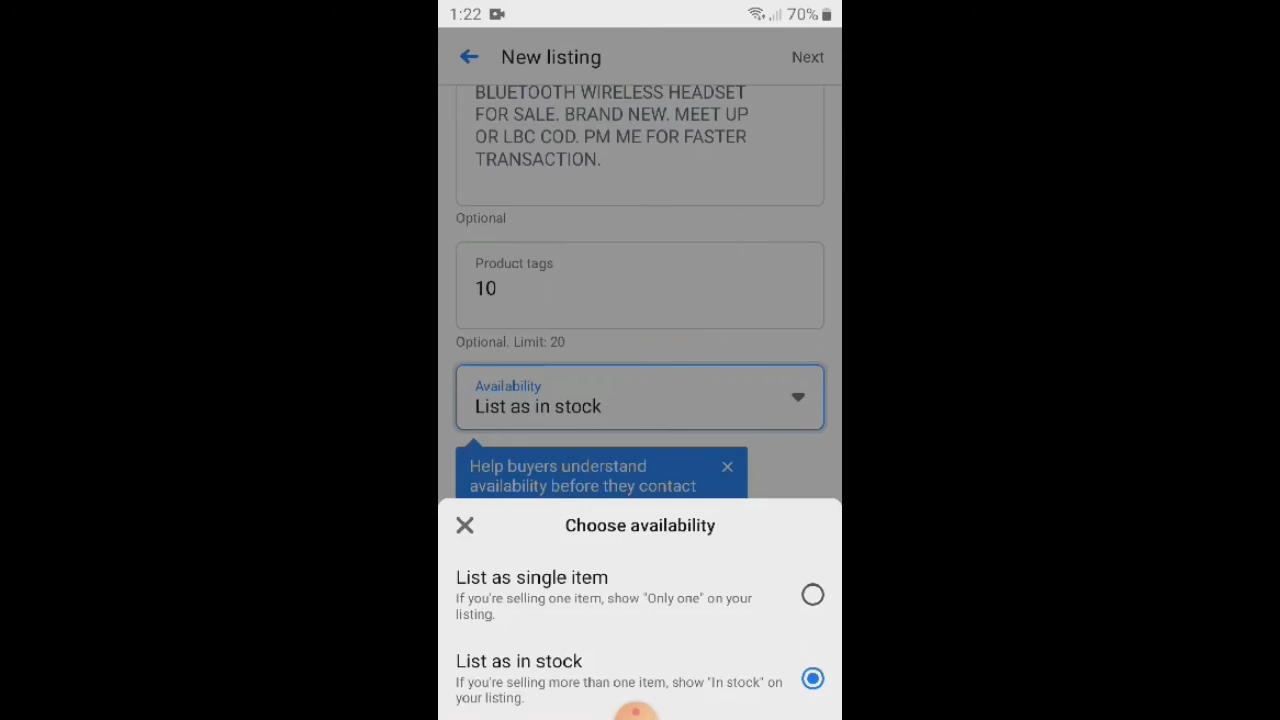 1:22
70%
New listing
Next
BLUETOOTH WIRELESS HEADSET
FOR SALE. BRAND NEW. MEET UP
OR LBC COD. PM ME FOR FASTER
TRANSACTION.
Optional
Product tags
10
Optional. Limit: 20
Availability
List as in stock
Help buyers understand
availability before they contact
Choose availability
List as single item
If you're selling one item, show "Only one" on your
listing.
List as in stock
If you're selling more than one item, show "In stock" on
your listing.